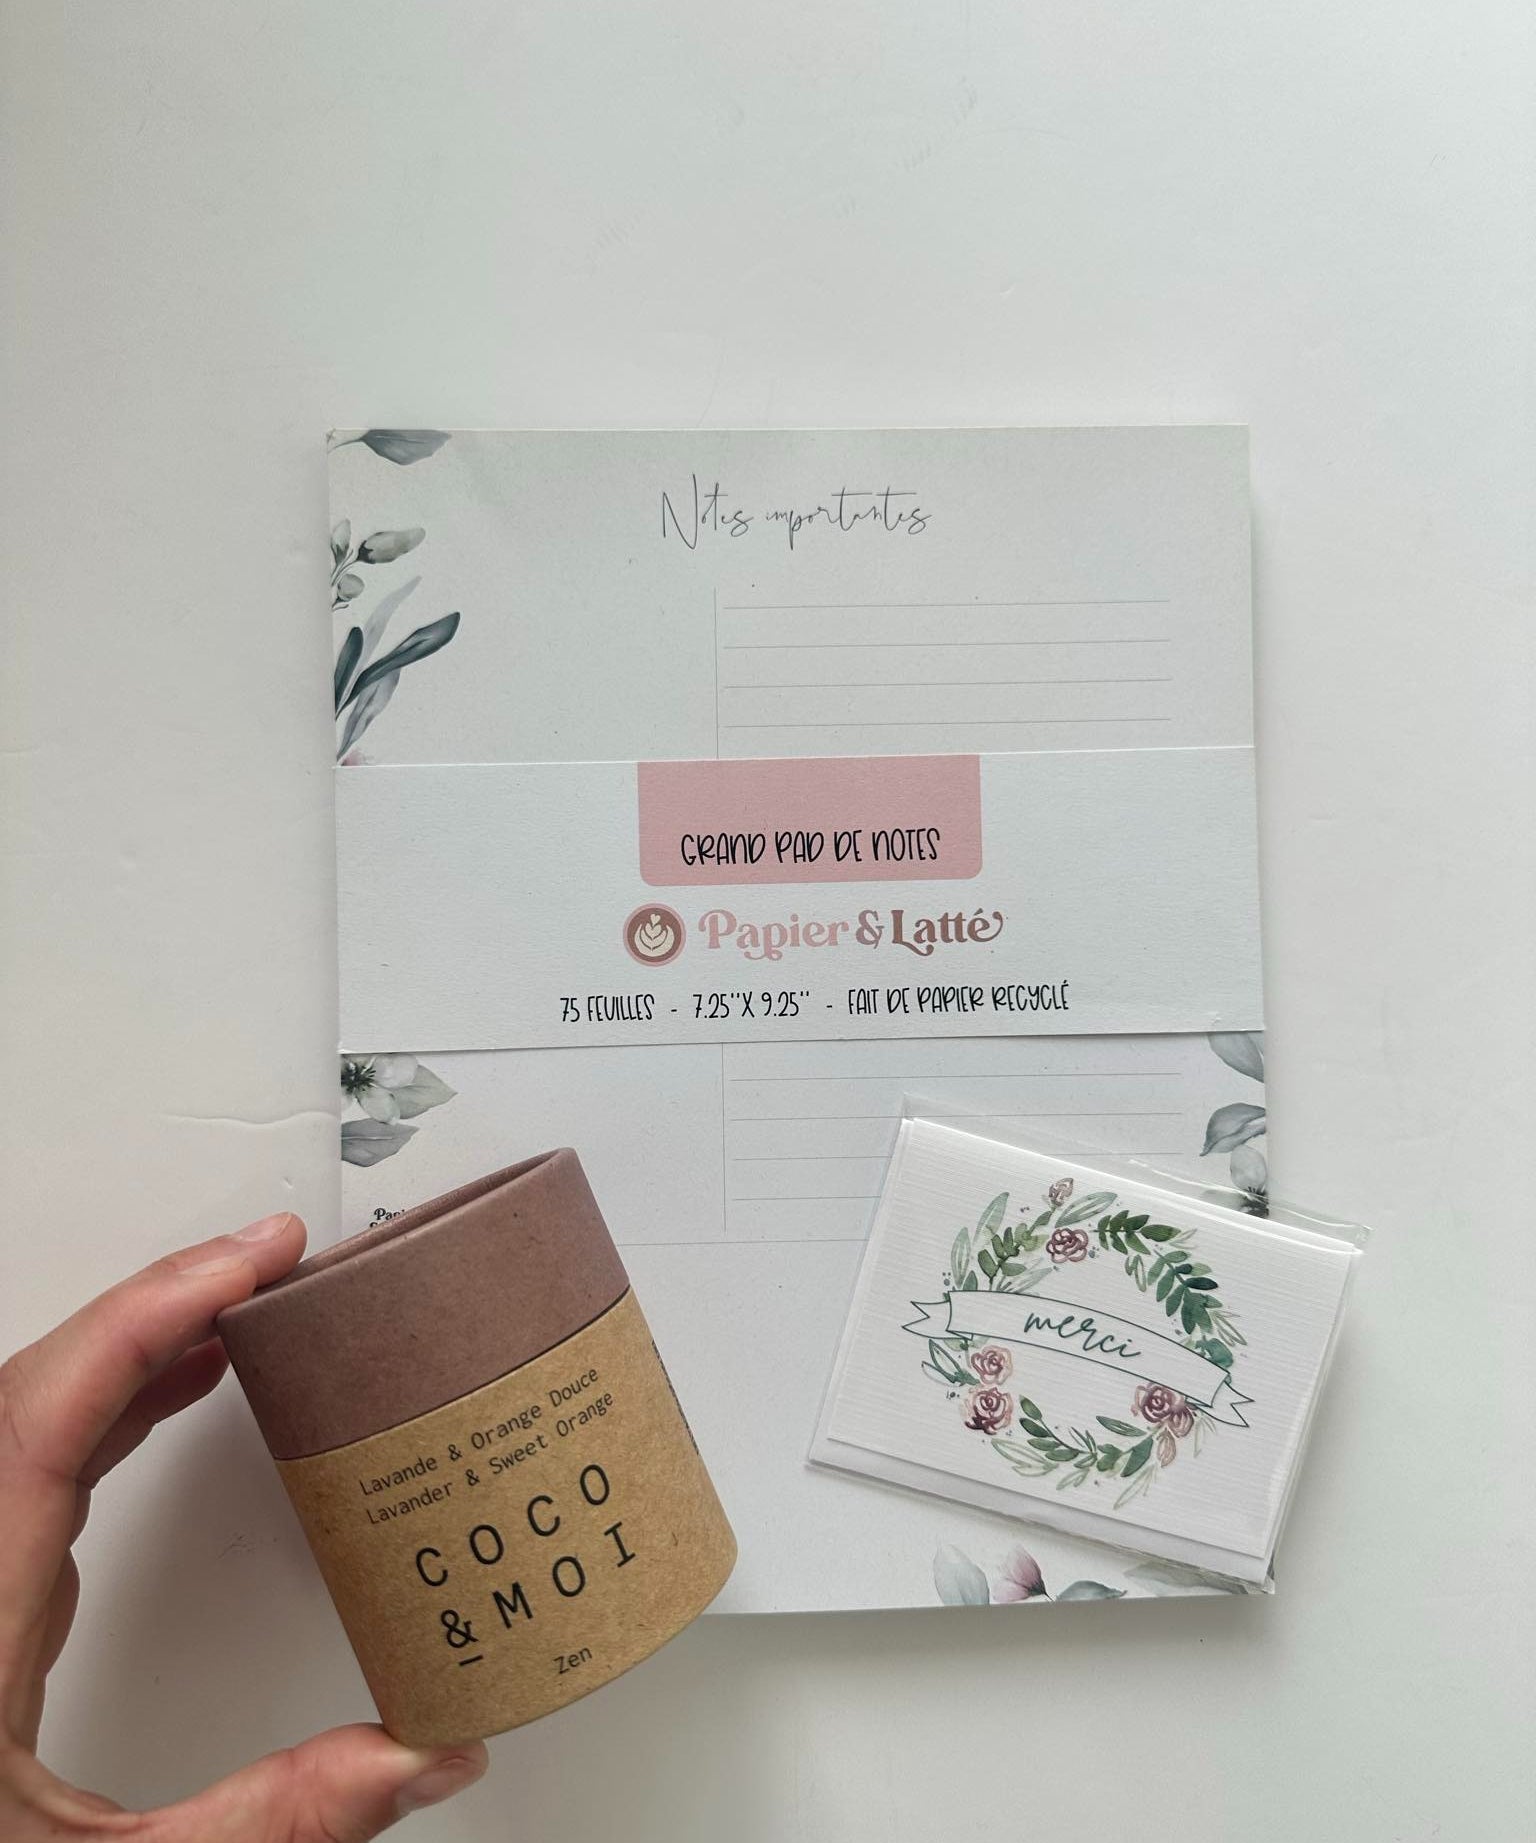 Notes importantes
GRAND PAD DE NOTES
Papier & Latté
75 FEUILLES - 7.25''X 9.25'' - FAIT DE PAPIER RECYCLÉ
merci
Lavande & Orange Douce
Lavander & Sweet Orange
COCO
& MOI
Zen